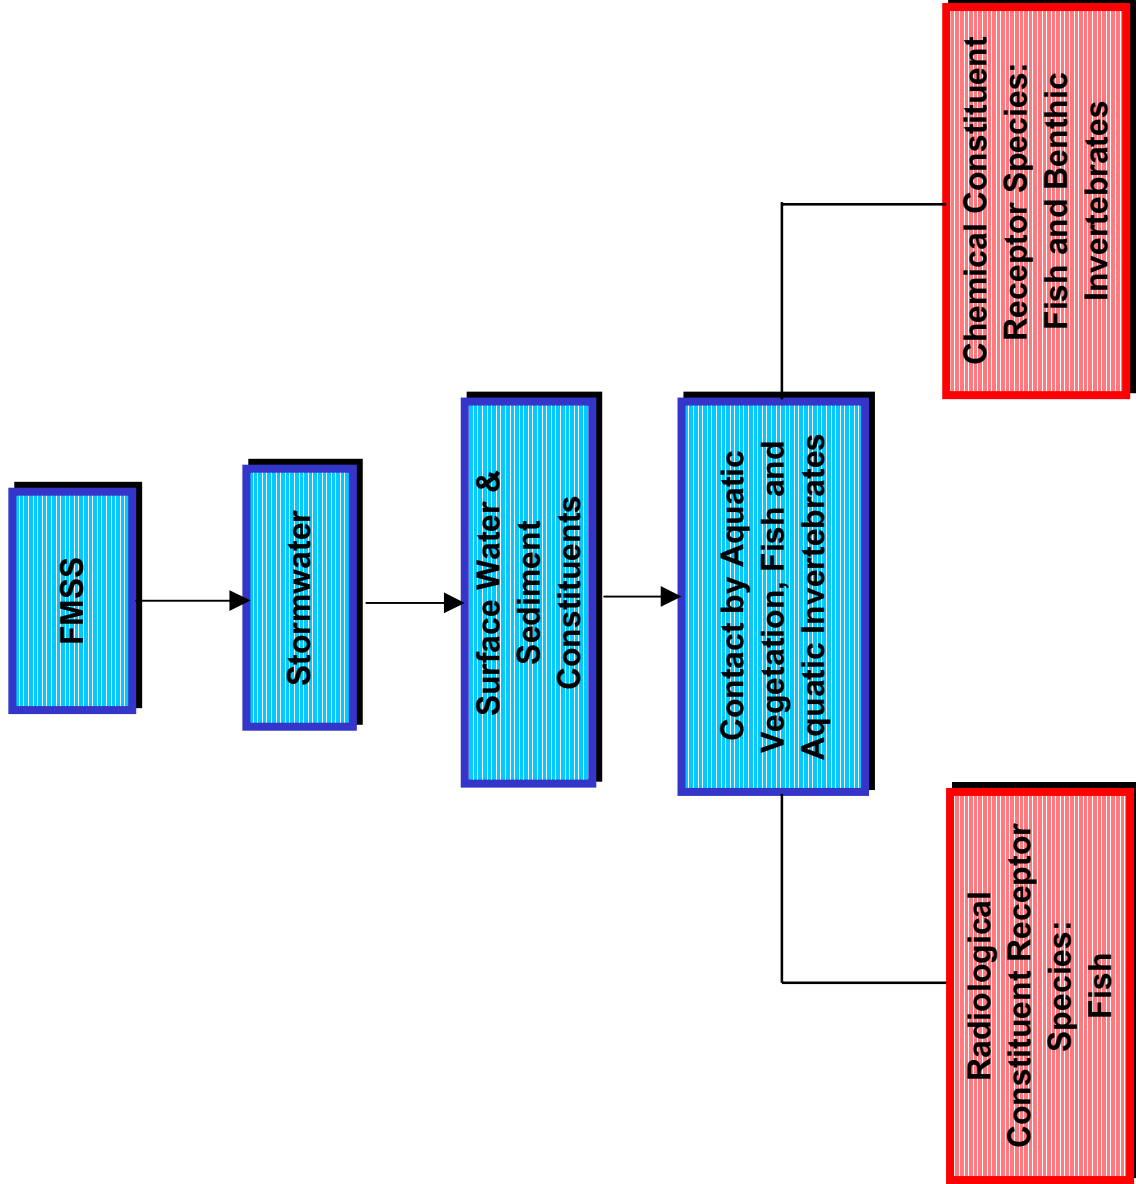 FMSS
Stormwater
Surface Water &
Sediment
Constituents
Contact by Aquatic
Vegetation, Fish and
Aquatic Invertebrates
Radiological
Constituent Receptor
Species:
Fish
Chemical Constituent
Receptor Species:
Fish and Benthic
Invertebrates